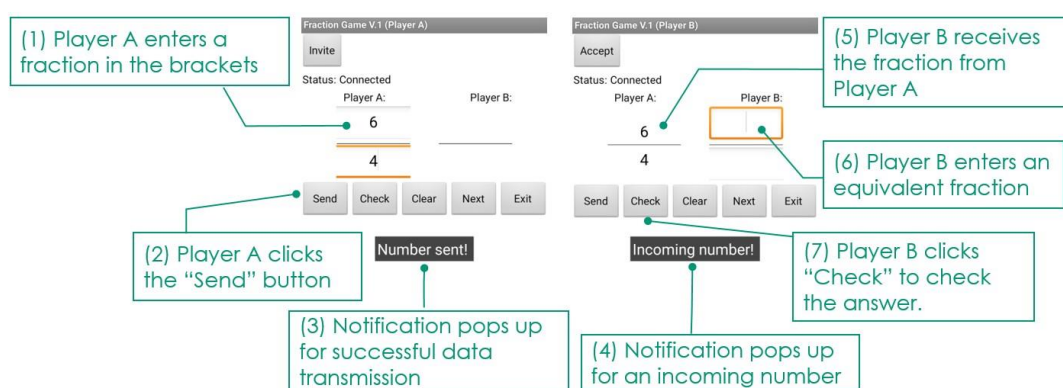 (1) Player A enters a
fraction in the brackets
Fraction Game V.1 (Player A)
Invite
Status: Connected
Player A:
Player B:
6
4
Send
Check
Clear
Next
Exit
(2) Player A clicks
the “Send” button
Number sent!
(3) Notification pops up
for successful data
transmission
Fraction Game V.1 (Player B)
Accept
Status: Connected
Player A:
Player B:
6
4
Send
Check
Clear
Next
Exit
Incoming number!
(4) Notification pops up
for an incoming number
(5) Player B receives
the fraction from
Player A
(6) Player B enters an
equivalent fraction
(7) Player B clicks
“Check” to check
the answer.